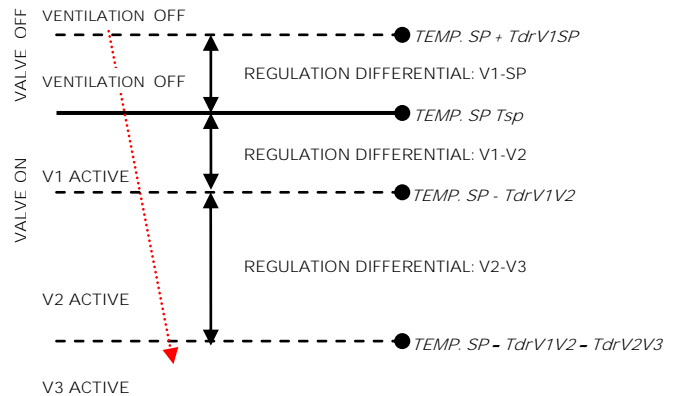 VALVE OFF
VENTILATION OFF
TEMP. SP + TdrV1SP
REGULATION DIFFERENTIAL: V1-SP
VENTILATION OFF
TEMP. SP Tsp
VALVE ON
REGULATION DIFFERENTIAL: V1-V2
V1 ACTIVE
TEMP. SP - TdrV1V2
REGULATION DIFFERENTIAL: V2-V3
V2 ACTIVE
TEMP. SP – TdrV1V2 – TdrV2V3
V3 ACTIVE